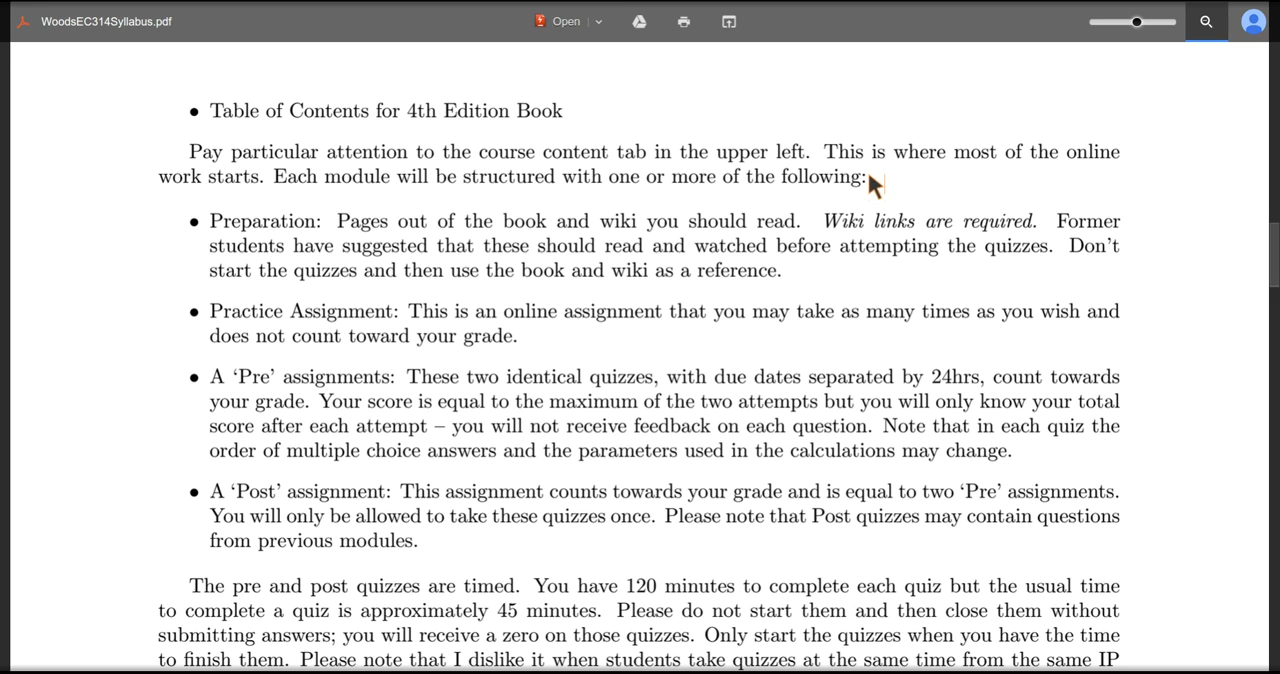 WoodsEC314Syllabus.pdf
Open
• Table of Contents for 4th Edition Book
Pay particular attention to the course content tab in the upper left. This is where most of the online
work starts. Each module will be structured with one or more of the following:
• Preparation: Pages out of the book and wiki you should read. Wiki links are required. Former
students have suggested that these should read and watched before attempting the quizzes. Don't
start the quizzes and then use the book and wiki as a reference.
• Practice Assignment: This is an online assignment that you may take as many times as you wish and
does not count toward your grade.
• A ‘Pre’ assignments: These two identical quizzes, with due dates separated by 24hrs, count towards
your grade. Your score is equal to the maximum of the two attempts but you will only know your total
score after each attempt – you will not receive feedback on each question. Note that in each quiz the
order of multiple choice answers and the parameters used in the calculations may change.
• A ‘Post’ assignment: This assignment counts towards your grade and is equal to two ‘Pre’ assignments.
You will only be allowed to take these quizzes once. Please note that Post quizzes may contain questions
from previous modules.
The pre and post quizzes are timed. You have 120 minutes to complete each quiz but the usual time
to complete a quiz is approximately 45 minutes. Please do not start them and then close them without
submitting answers; you will receive a zero on those quizzes. Only start the quizzes when you have the time
to finish them. Please note that I dislike it when students take quizzes at the same time from the same IP